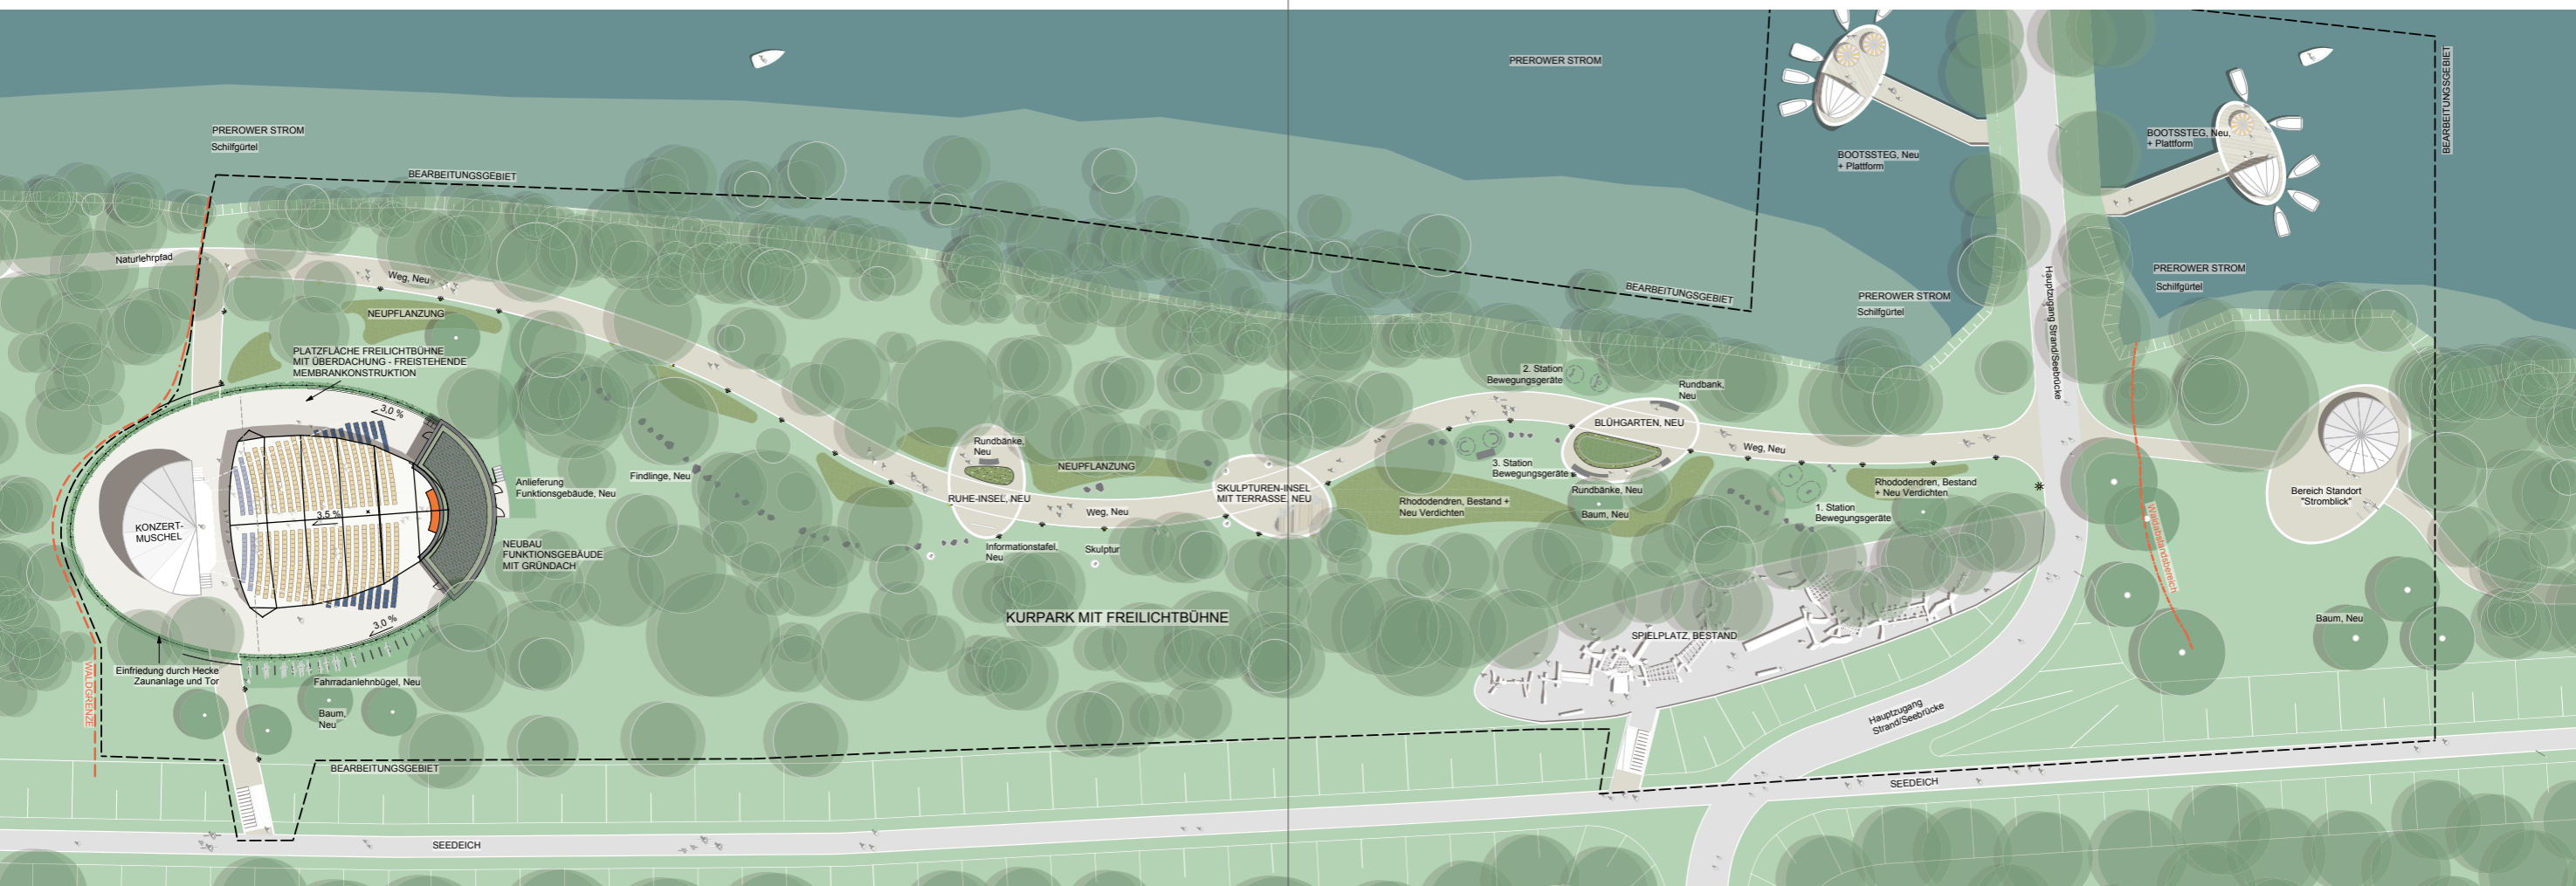 PREROWER STROM
Schilfgürtel
BEARBEITUNGSGEBIET
Naturlehrpfad
Weg, Neu
NEUPFLANZUNG
PLATZFLÄCHE FREILICHTBÜHNE
MIT ÜBERDACHUNG - FREISTEHENDE
MEMBRANKONSTRUKTION
3,0 %
3,5 %
3,0 %
KONZERT-
MUSCHEL
Anlieferung
Funktionsgebäude, Neu
NEUBAU
FUNKTIONSGEBÄUDE
MIT GRÜNDACH
Einfriedung durch Hecke
Zaunanlage und Tor
Fahrradanlehnbügel, Neu
Baum,
Neu
WALDGRENZE
BEARBEITUNGSGEBIET
SEEDEICH
Findlinge, Neu
Rundbänke,
Neu
RUHE-INSEL, NEU
NEUPFLANZUNG
Weg, Neu
Informationstafel,
Neu
Skulptur
SKULPTUREN-INSEL
MIT TERRASSE, NEU
KURPARK MIT FREILICHTBÜHNE
PREROWER STROM
BEARBEITUNGSGEBIET
2. Station
Bewegungsgeräte
Rundbank,
Neu
BLÜHGARTEN, NEU
3. Station
Bewegungsgeräte
Rundbänke, Neu
Baum, Neu
Rhododendren, Bestand +
Neu Verdichten
Weg, Neu
Rhododendren, Bestand
+ Neu Verdichten
1. Station
Bewegungsgeräte
SPIELPLATZ, BESTAND
BOOTSSTEG, Neu
+ Plattform
PREROWER STROM
Schilfgürtel
Hauptzugang Strand/Seebrücke
Hauptzugang
Strand/Seebrücke
SEEDEICH
BOOTSSTEG, Neu,
+ Plattform
PREROWER STROM
Schilfgürtel
BEARBEITUNGSGEBIET
Waldabstandsbereich
Bereich Standort
"Stromblick"
Baum, Neu